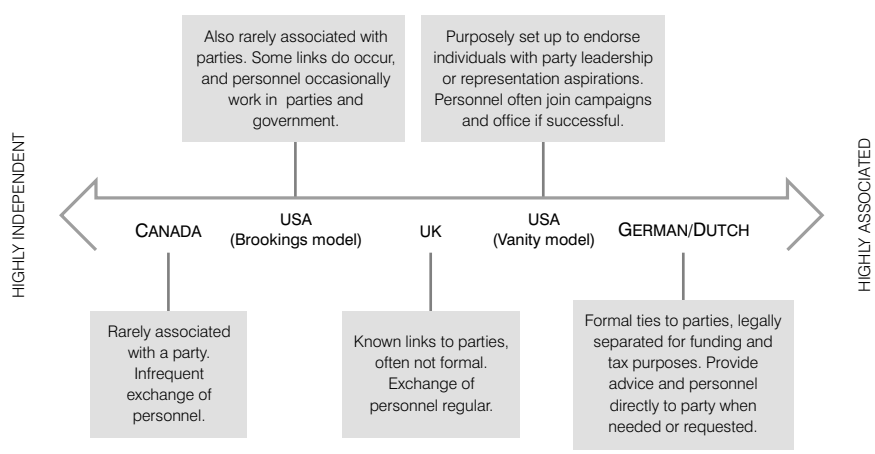 Also rarely associated with
parties. Some links do occur,
and personnel occasionally
work in parties and
government.
Purposely set up to endorse
individuals with party leadership
or representation aspirations.
Personnel often join campaigns
and office if successful.
HIGHLY INDEPENDENT
CANADA
USA
(Brookings model)
UK
USA
(Vanity model)
GERMAN/DUTCH
HIGHLY ASSOCIATED
Rarely associated
with a party.
Infrequent
exchange of
personnel.
Known links to parties,
often not formal.
Exchange of
personnel regular.
Formal ties to parties, legally
separated for funding and
tax purposes. Provide
advice and personnel
directly to party when
needed or requested.